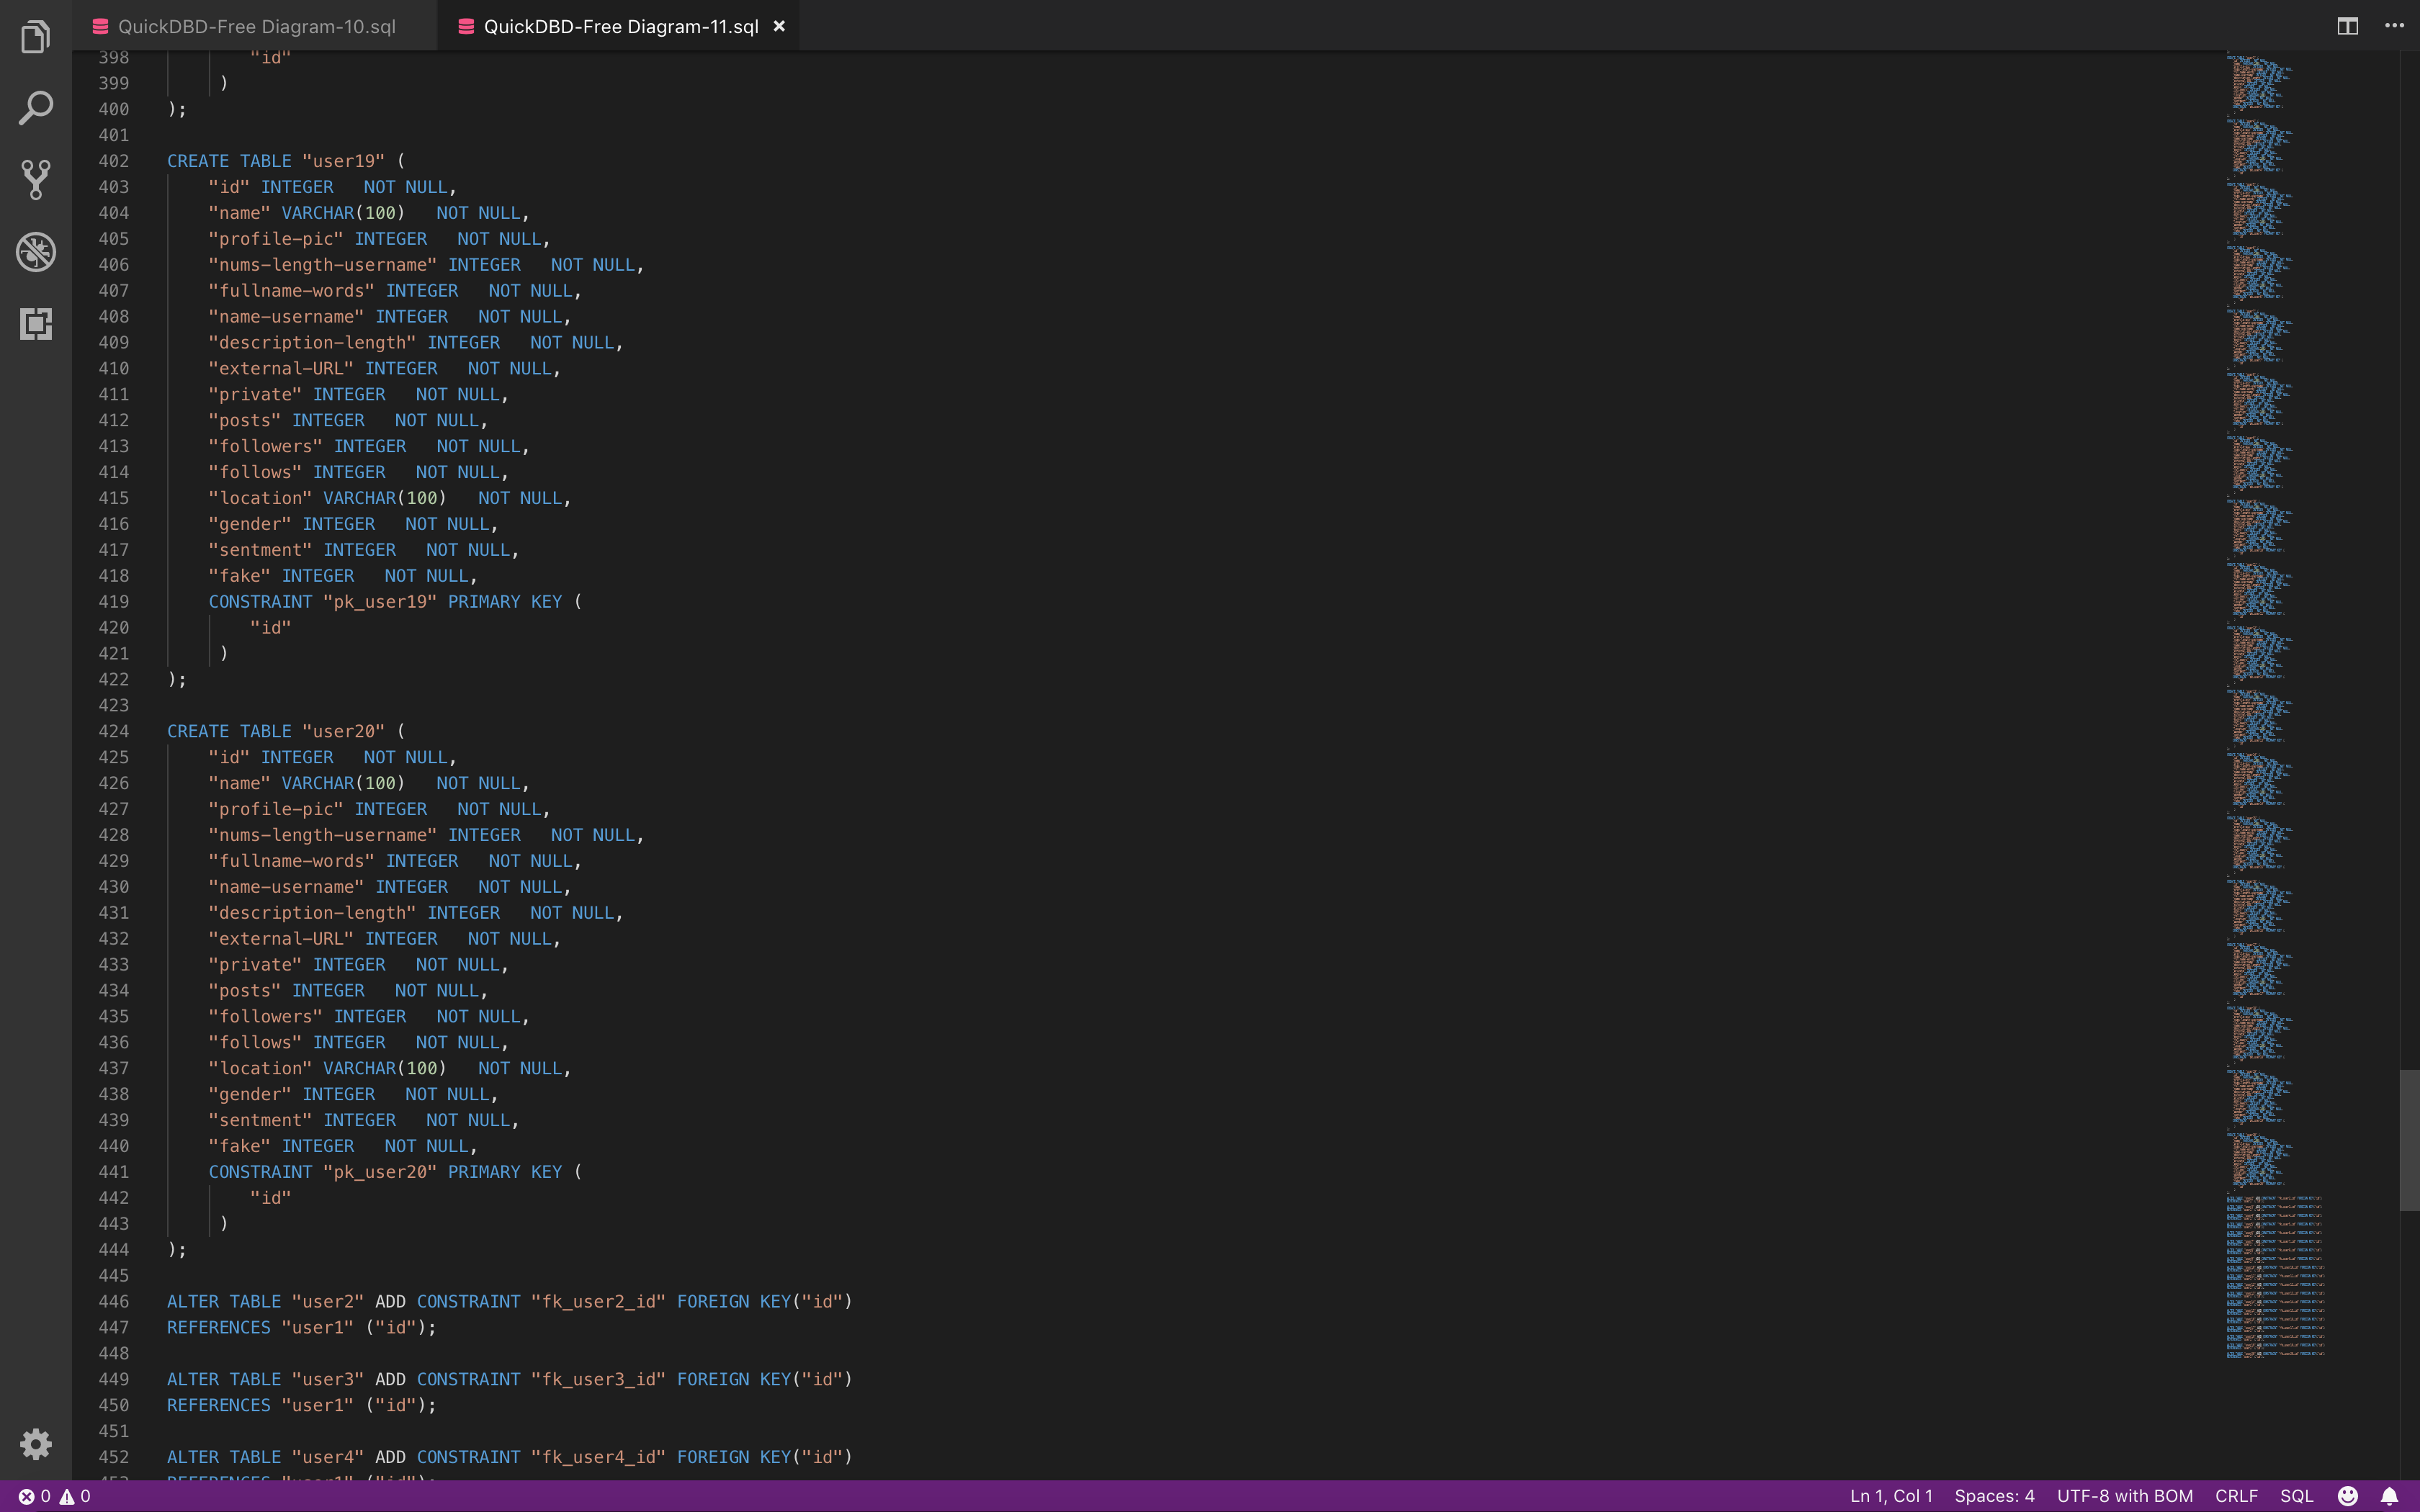 QuickDBD-Free Diagram-10.sql
QuickDBD-Free Diagram-11.sql ×
398 "id"
399 )
400 );
401
402 CREATE TABLE "user19" (
403 "id" INTEGER   NOT NULL,
404 "name" VARCHAR(100)   NOT NULL,
405 "profile-pic" INTEGER   NOT NULL,
406 "nums-length-username" INTEGER   NOT NULL,
407 "fullname-words" INTEGER   NOT NULL,
408 "name-username" INTEGER   NOT NULL,
409 "description-length" INTEGER   NOT NULL,
410 "external-URL" INTEGER   NOT NULL,
411 "private" INTEGER   NOT NULL,
412 "posts" INTEGER   NOT NULL,
413 "followers" INTEGER   NOT NULL,
414 "follows" INTEGER   NOT NULL,
415 "location" VARCHAR(100)   NOT NULL,
416 "gender" INTEGER   NOT NULL,
417 "sentment" INTEGER   NOT NULL,
418 "fake" INTEGER   NOT NULL,
419 CONSTRAINT "pk_user19" PRIMARY KEY (
420 "id"
421 )
422 );
423
424 CREATE TABLE "user20" (
425 "id" INTEGER   NOT NULL,
426 "name" VARCHAR(100)   NOT NULL,
427 "profile-pic" INTEGER   NOT NULL,
428 "nums-length-username" INTEGER   NOT NULL,
429 "fullname-words" INTEGER   NOT NULL,
430 "name-username" INTEGER   NOT NULL,
431 "description-length" INTEGER   NOT NULL,
432 "external-URL" INTEGER   NOT NULL,
433 "private" INTEGER   NOT NULL,
434 "posts" INTEGER   NOT NULL,
435 "followers" INTEGER   NOT NULL,
436 "follows" INTEGER   NOT NULL,
437 "location" VARCHAR(100)   NOT NULL,
438 "gender" INTEGER   NOT NULL,
439 "sentment" INTEGER   NOT NULL,
440 "fake" INTEGER   NOT NULL,
441 CONSTRAINT "pk_user20" PRIMARY KEY (
442 "id"
443 )
444 );
445
446 ALTER TABLE "user2" ADD CONSTRAINT "fk_user2_id" FOREIGN KEY("id")
447 REFERENCES "user1" ("id");
448
449 ALTER TABLE "user3" ADD CONSTRAINT "fk_user3_id" FOREIGN KEY("id")
450 REFERENCES "user1" ("id");
451
452 ALTER TABLE "user4" ADD CONSTRAINT "fk_user4_id" FOREIGN KEY("id")
453 REFERENCES "user1" ("id");
0 0 Ln 1, Col 1 Spaces: 4 UTF-8 with BOM CRLF SQL